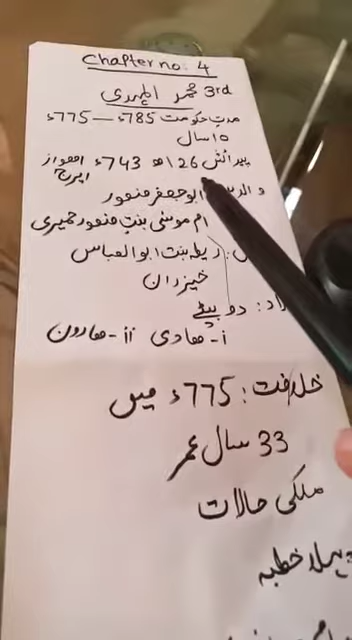 Chapter no: 4
3rd محمد المہدی
مدتِ حکومت 785ء — 775ء
10 سال
پیدائش 126ھ 743ء اھواز
ایرج
والد ابوجعفر منصور
ام موسیٰ بنتِ منصور حمیری
ریطہ بنت ابوالعباس
خیزران
دو بیٹے
i- ھادی ii- ھارون
خلافت: 775ء میں
33 سال عمر
ملکی حالات
پہلا خطبہ